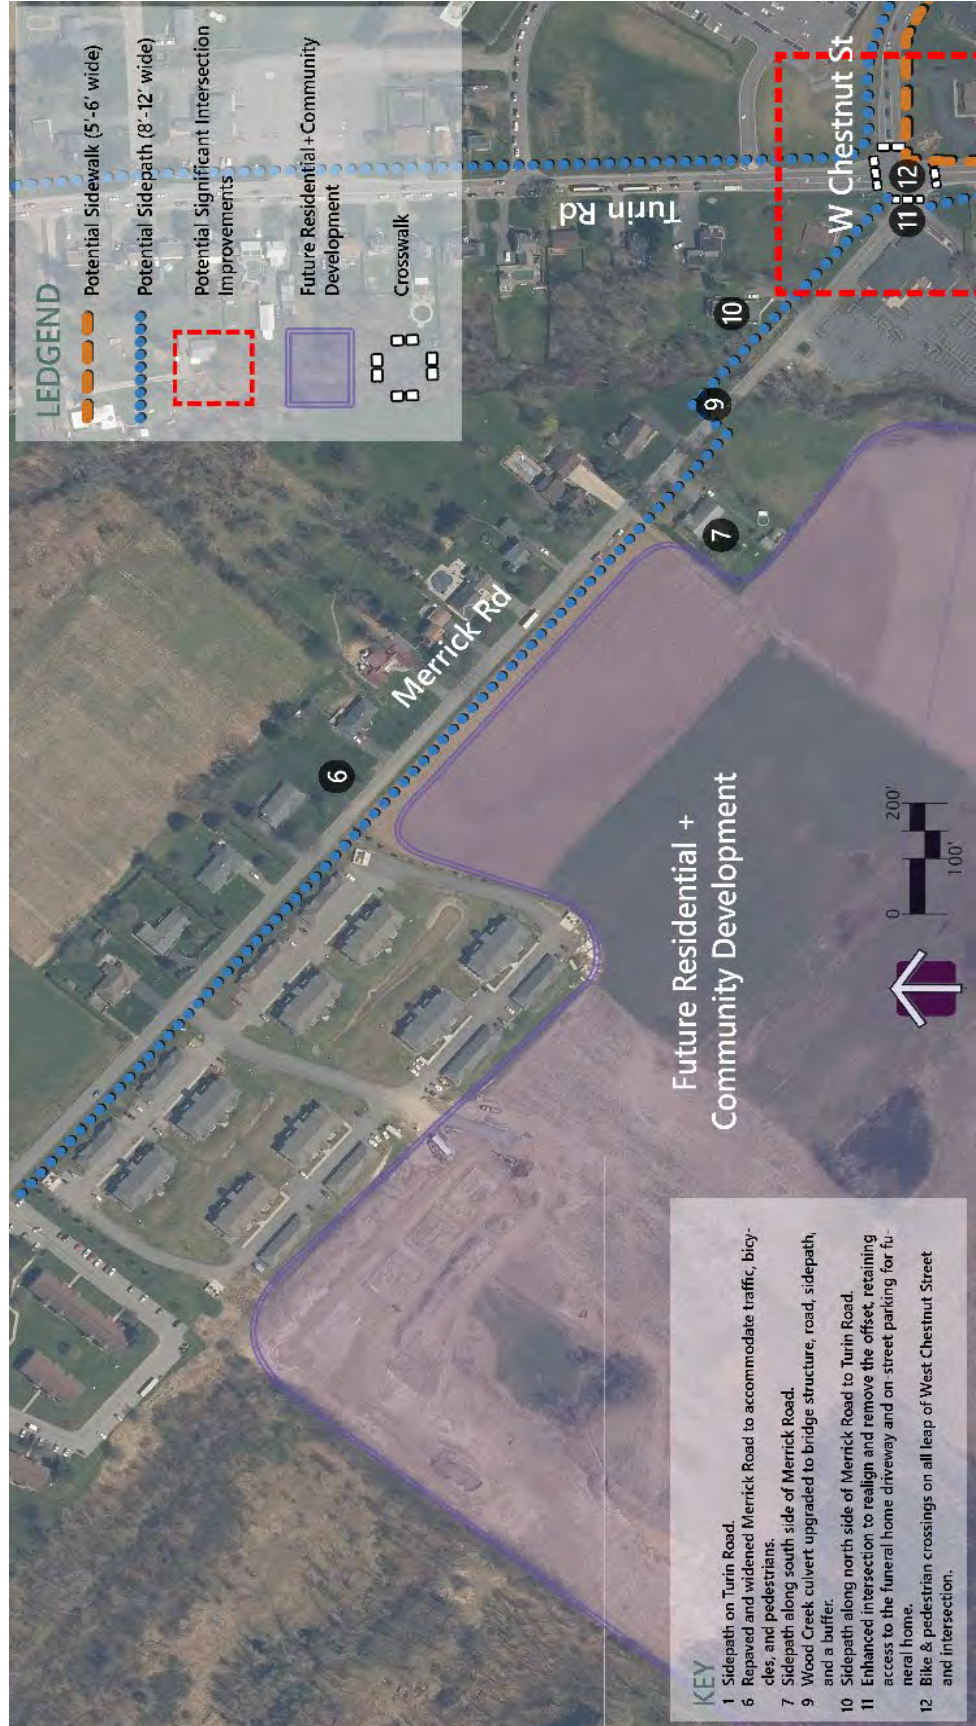 LEDGEND
Potential Sidewalk (5'-6' wide)
Potential Sidepath (8'-12' wide)
Potential Significant Intersection
Improvements
Future Residential+Community
Development
Crosswalk
W Chestnut St
Turin Rd
Merrick Rd
6
7
9
10
11
12
Future Residential +
Community Development
0
100'
200'
KEY
1 Sidepath on Turin Road.
6 Repaved and widened Merrick Road to accommodate traffic, bicy-
cles, and pedestrians.
7 Sidepath along south side of Merrick Road.
9 Wood Creek culvert upgraded to bridge structure, road, sidepath,
and a buffer.
10 Sidepath along north side of Merrick Road to Turin Road.
11 Enhanced intersection to realign and remove the offset, retaining
access to the funeral home driveway and on-street parking for fu-
neral home.
12 Bike & pedestrian crossings on all leap of West Chestnut Street
and intersection.